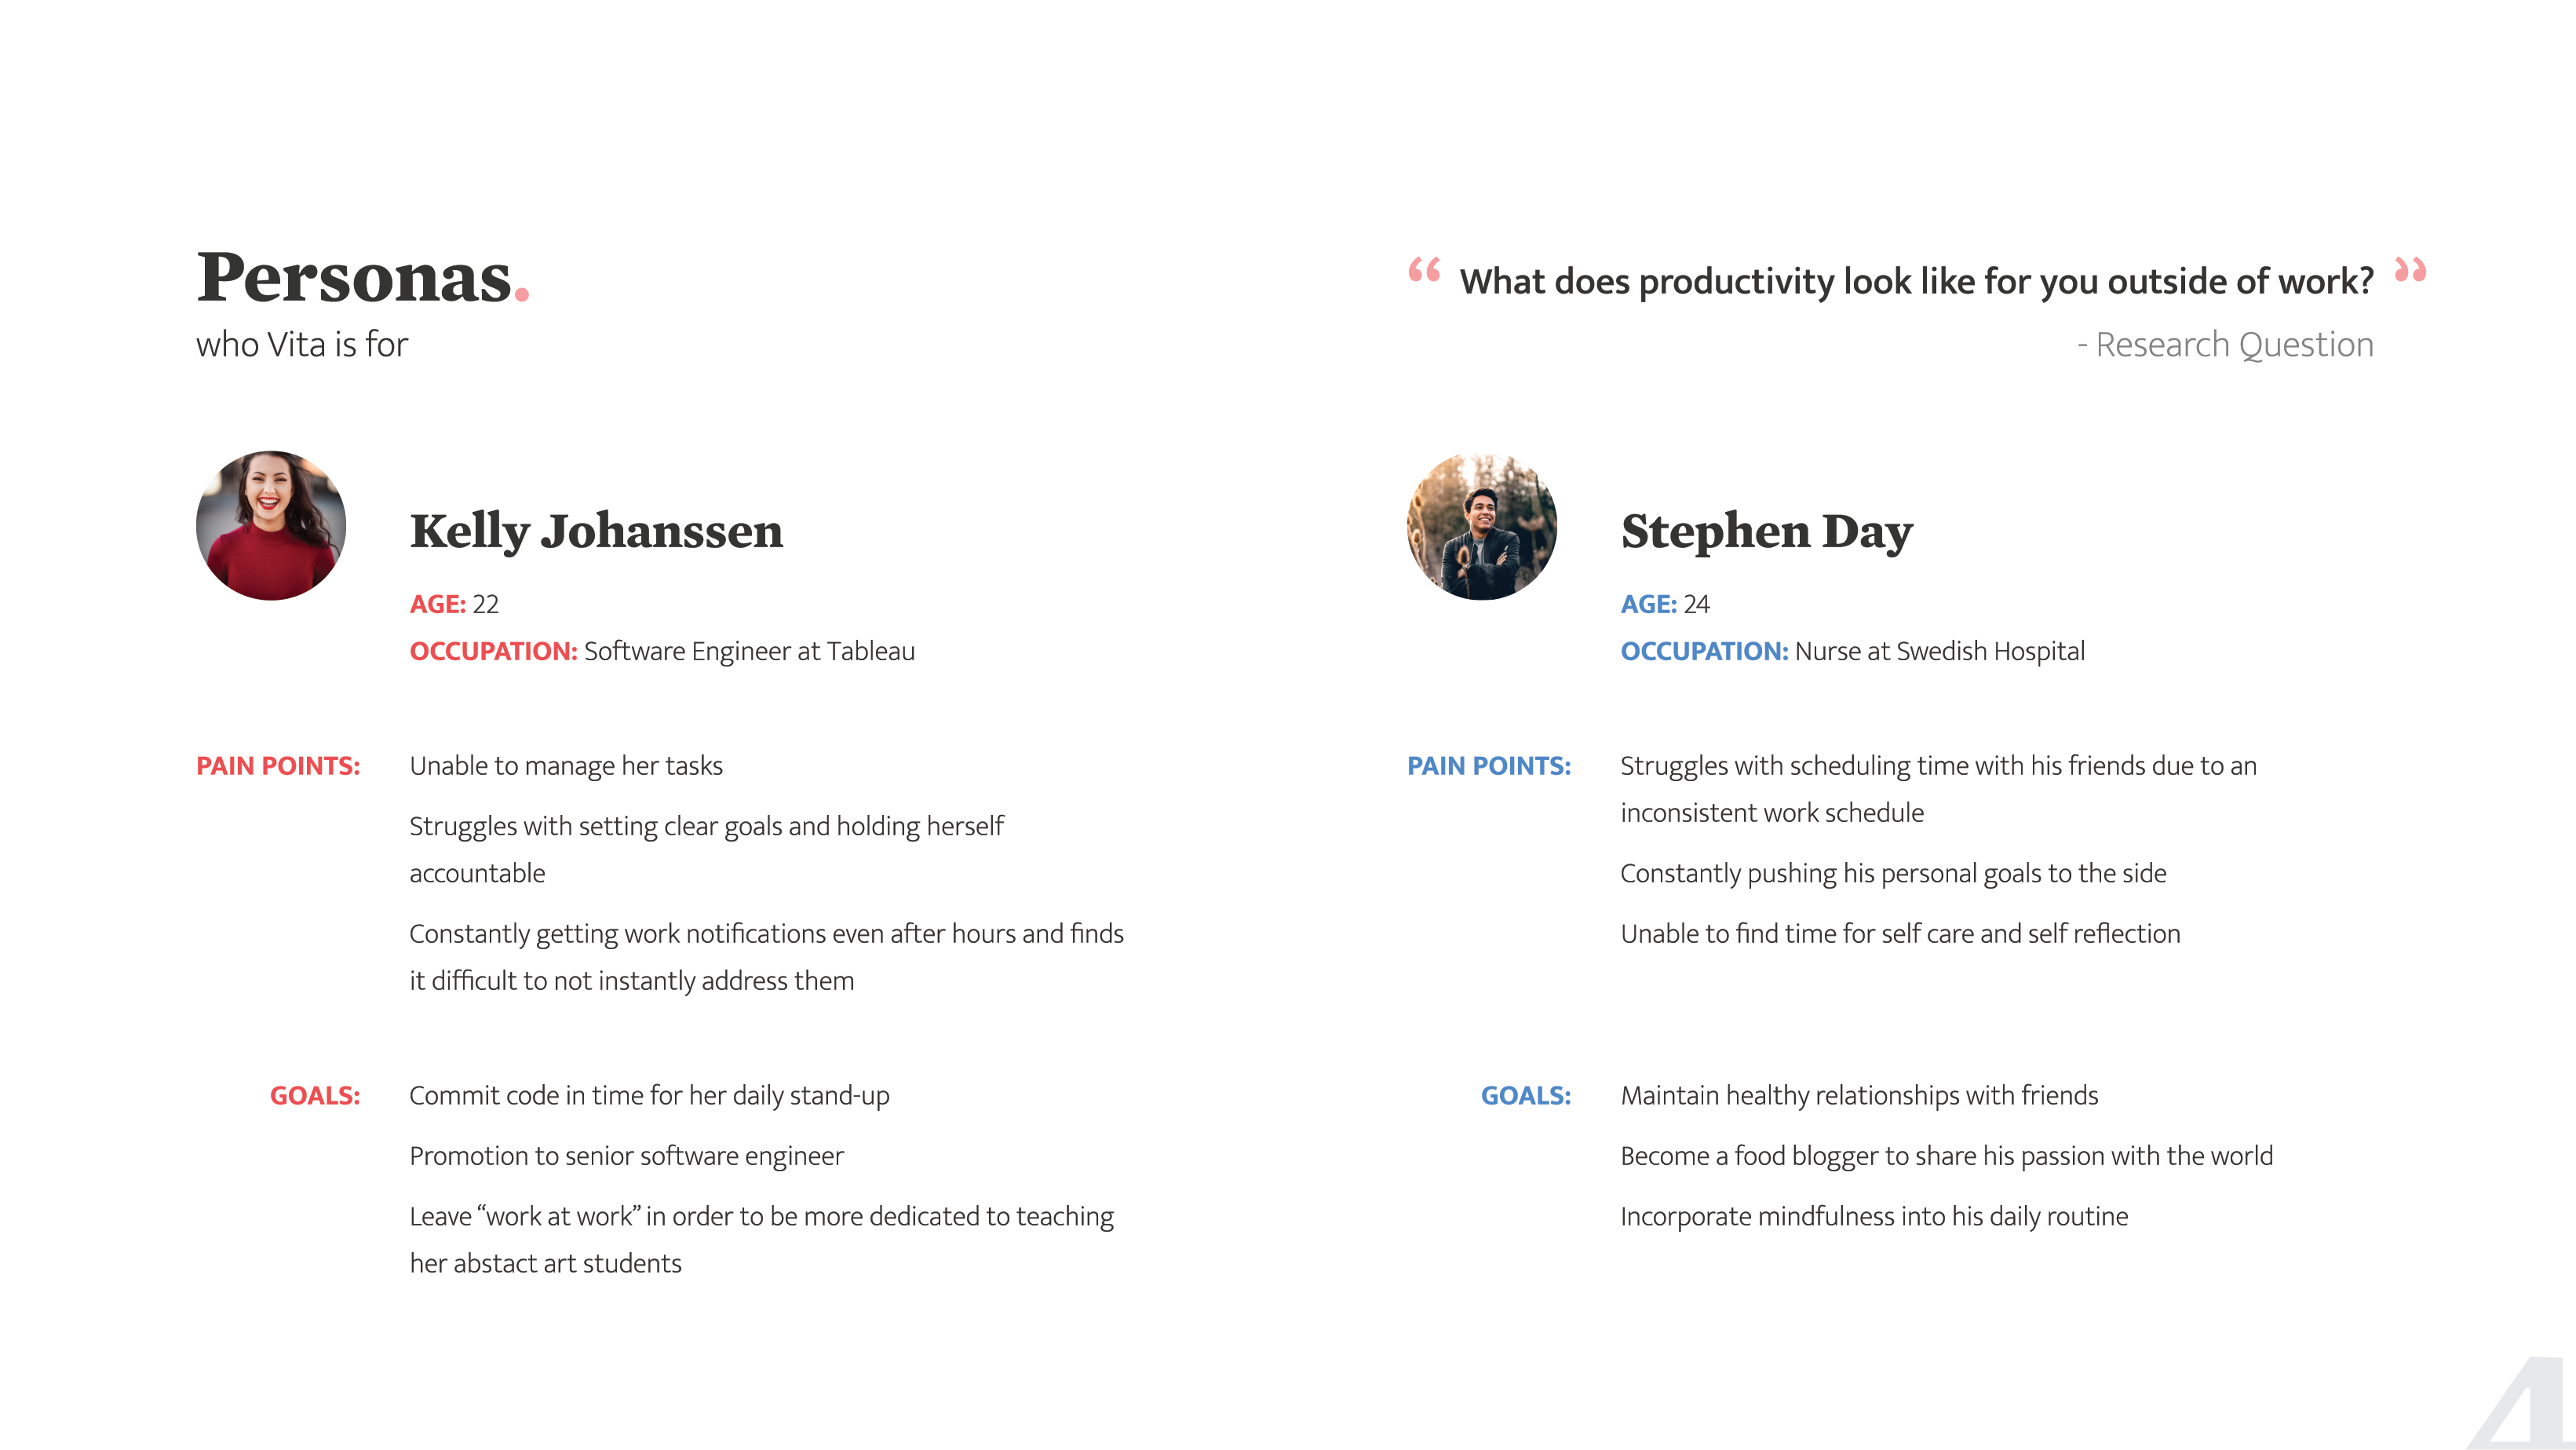 Personas.
who Vita is for
“ What does productivity look like for you outside of work? ”
- Research Question
Kelly Johanssen
AGE: 22
OCCUPATION: Software Engineer at Tableau
PAIN POINTS:
Unable to manage her tasks
Struggles with setting clear goals and holding herself
accountable
Constantly getting work notifications even after hours and finds
it difficult to not instantly address them
GOALS:
Commit code in time for her daily stand-up
Promotion to senior software engineer
Leave “work at work” in order to be more dedicated to teaching
her abstact art students
Stephen Day
AGE: 24
OCCUPATION: Nurse at Swedish Hospital
PAIN POINTS:
Struggles with scheduling time with his friends due to an
inconsistent work schedule
Constantly pushing his personal goals to the side
Unable to find time for self care and self reflection
GOALS:
Maintain healthy relationships with friends
Become a food blogger to share his passion with the world
Incorporate mindfulness into his daily routine
4